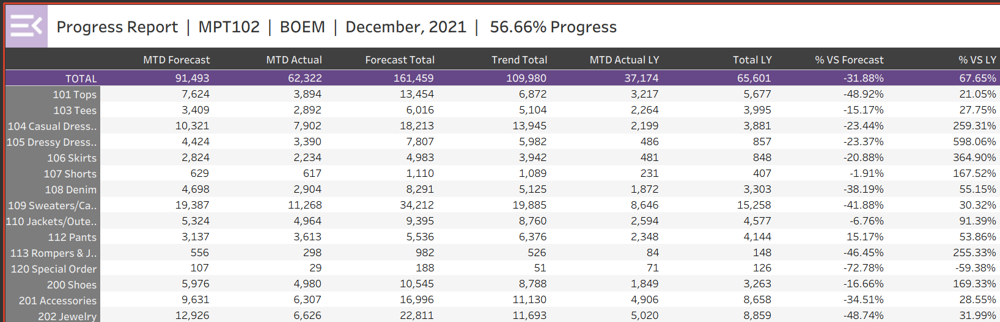 Progress Report | MPT102 | BOEM | December, 2021 | 56.66% Progress
MTD Forecast MTD Actual Forecast Total Trend Total MTD Actual LY Total LY % VS Forecast % VS LY
TOTAL 91,493 62,322 161,459 109,980 37,174 65,601 -31.88% 67.65%
101 Tops 7,624 3,894 13,454 6,872 3,217 5,677 -48.92% 21.05%
103 Tees 3,409 2,892 6,016 5,104 2,264 3,995 -15.17% 27.75%
104 Casual Dress.. 10,321 7,902 18,213 13,945 2,199 3,881 -23.44% 259.31%
105 Dressy Dress.. 4,424 3,390 7,807 5,982 486 857 -23.37% 598.06%
106 Skirts 2,824 2,234 4,983 3,942 481 848 -20.88% 364.90%
107 Shorts 629 617 1,110 1,089 231 407 -1.91% 167.52%
108 Denim 4,698 2,904 8,291 5,125 1,872 3,303 -38.19% 55.15%
109 Sweaters/Ca.. 19,387 11,268 34,212 19,885 8,646 15,258 -41.88% 30.32%
110 Jackets/Oute.. 5,324 4,964 9,395 8,760 2,594 4,577 -6.76% 91.39%
112 Pants 3,137 3,613 5,536 6,376 2,348 4,144 15.17% 53.86%
113 Rompers & J.. 556 298 982 526 84 148 -46.45% 255.33%
120 Special Order 107 29 188 51 71 126 -72.78% -59.38%
200 Shoes 5,976 4,980 10,545 8,788 1,849 3,263 -16.66% 169.33%
201 Accessories 9,631 6,307 16,996 11,130 4,906 8,658 -34.51% 28.55%
202 Jewelry 12,926 6,626 22,811 11,693 5,020 8,859 -48.74% 31.99%